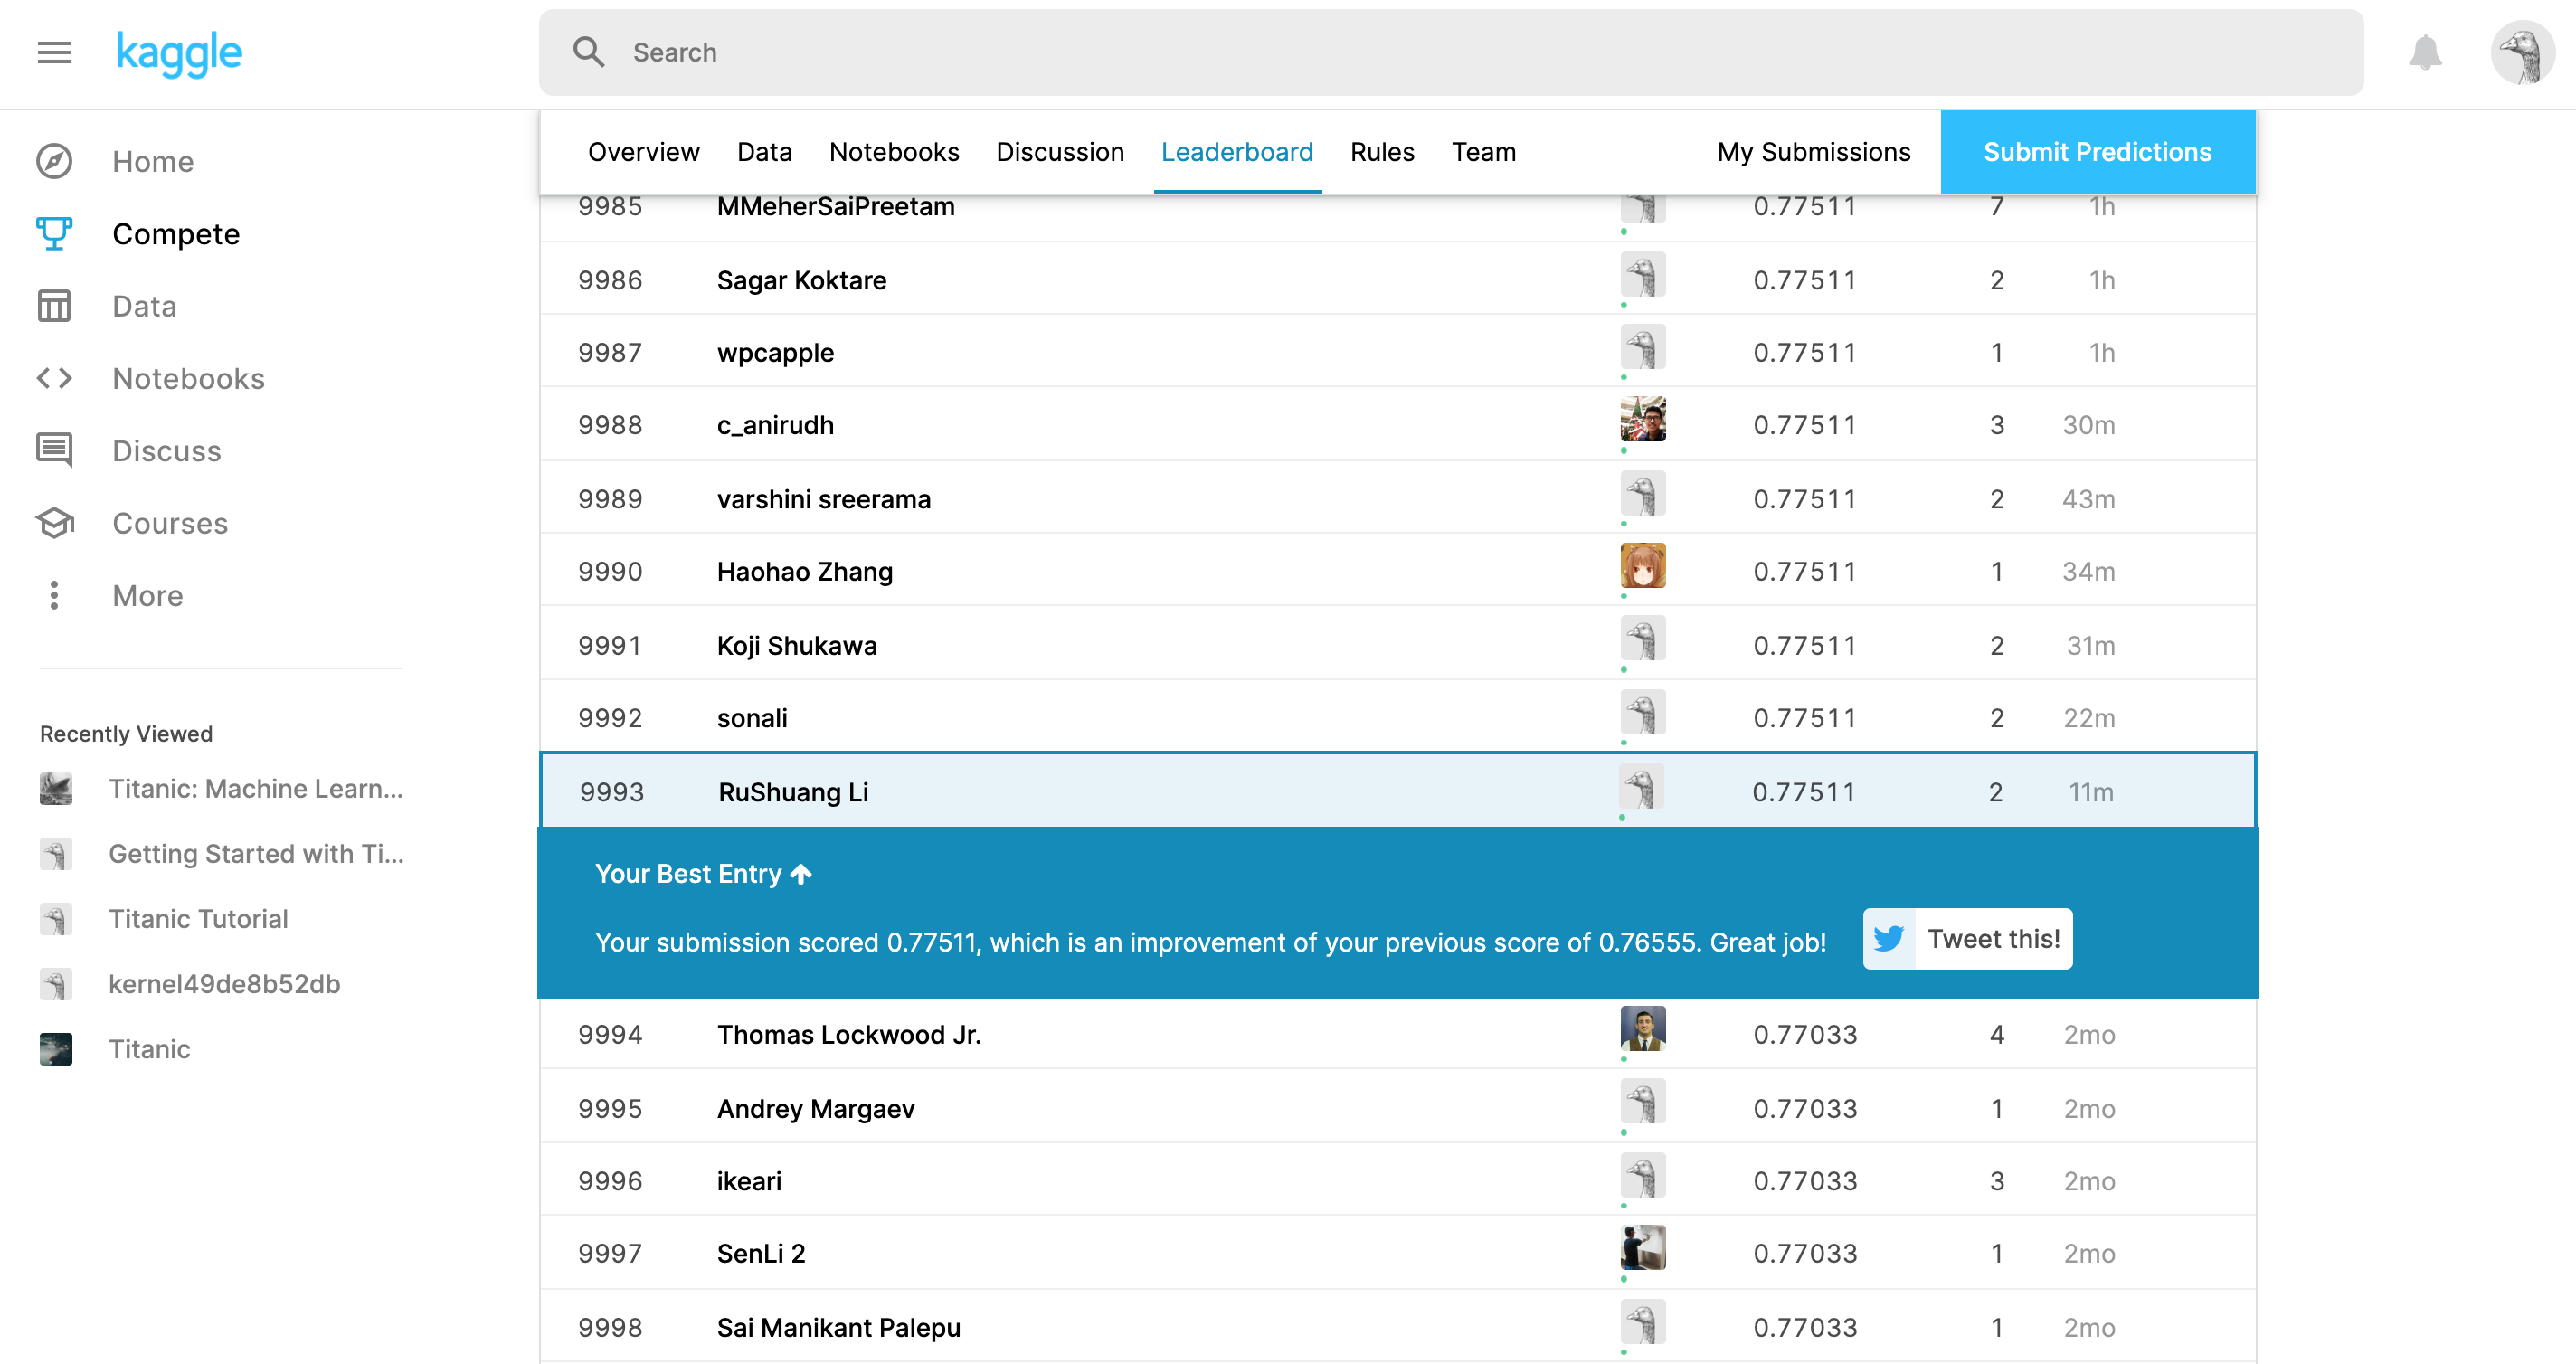 kaggle
Search
Overview Data Notebooks Discussion Leaderboard Rules Team My Submissions Submit Predictions
Home
Compete
Data
Notebooks
Discuss
Courses
More
Recently Viewed
Titanic: Machine Learn...
Getting Started with Ti...
Titanic Tutorial
kernel49de8b52db
Titanic
9985 MMeherSaiPreetam 0.77511 7 1h
9986 Sagar Koktare 0.77511 2 1h
9987 wpcapple 0.77511 1 1h
9988 c_anirudh 0.77511 3 30m
9989 varshini sreerama 0.77511 2 43m
9990 Haohao Zhang 0.77511 1 34m
9991 Koji Shukawa 0.77511 2 31m
9992 sonali 0.77511 2 22m
9993 RuShuang Li 0.77511 2 11m
Your Best Entry ↑
Your submission scored 0.77511, which is an improvement of your previous score of 0.76555. Great job! Tweet this!
9994 Thomas Lockwood Jr. 0.77033 4 2mo
9995 Andrey Margaev 0.77033 1 2mo
9996 ikeari 0.77033 3 2mo
9997 SenLi 2 0.77033 1 2mo
9998 Sai Manikant Palepu 0.77033 1 2mo